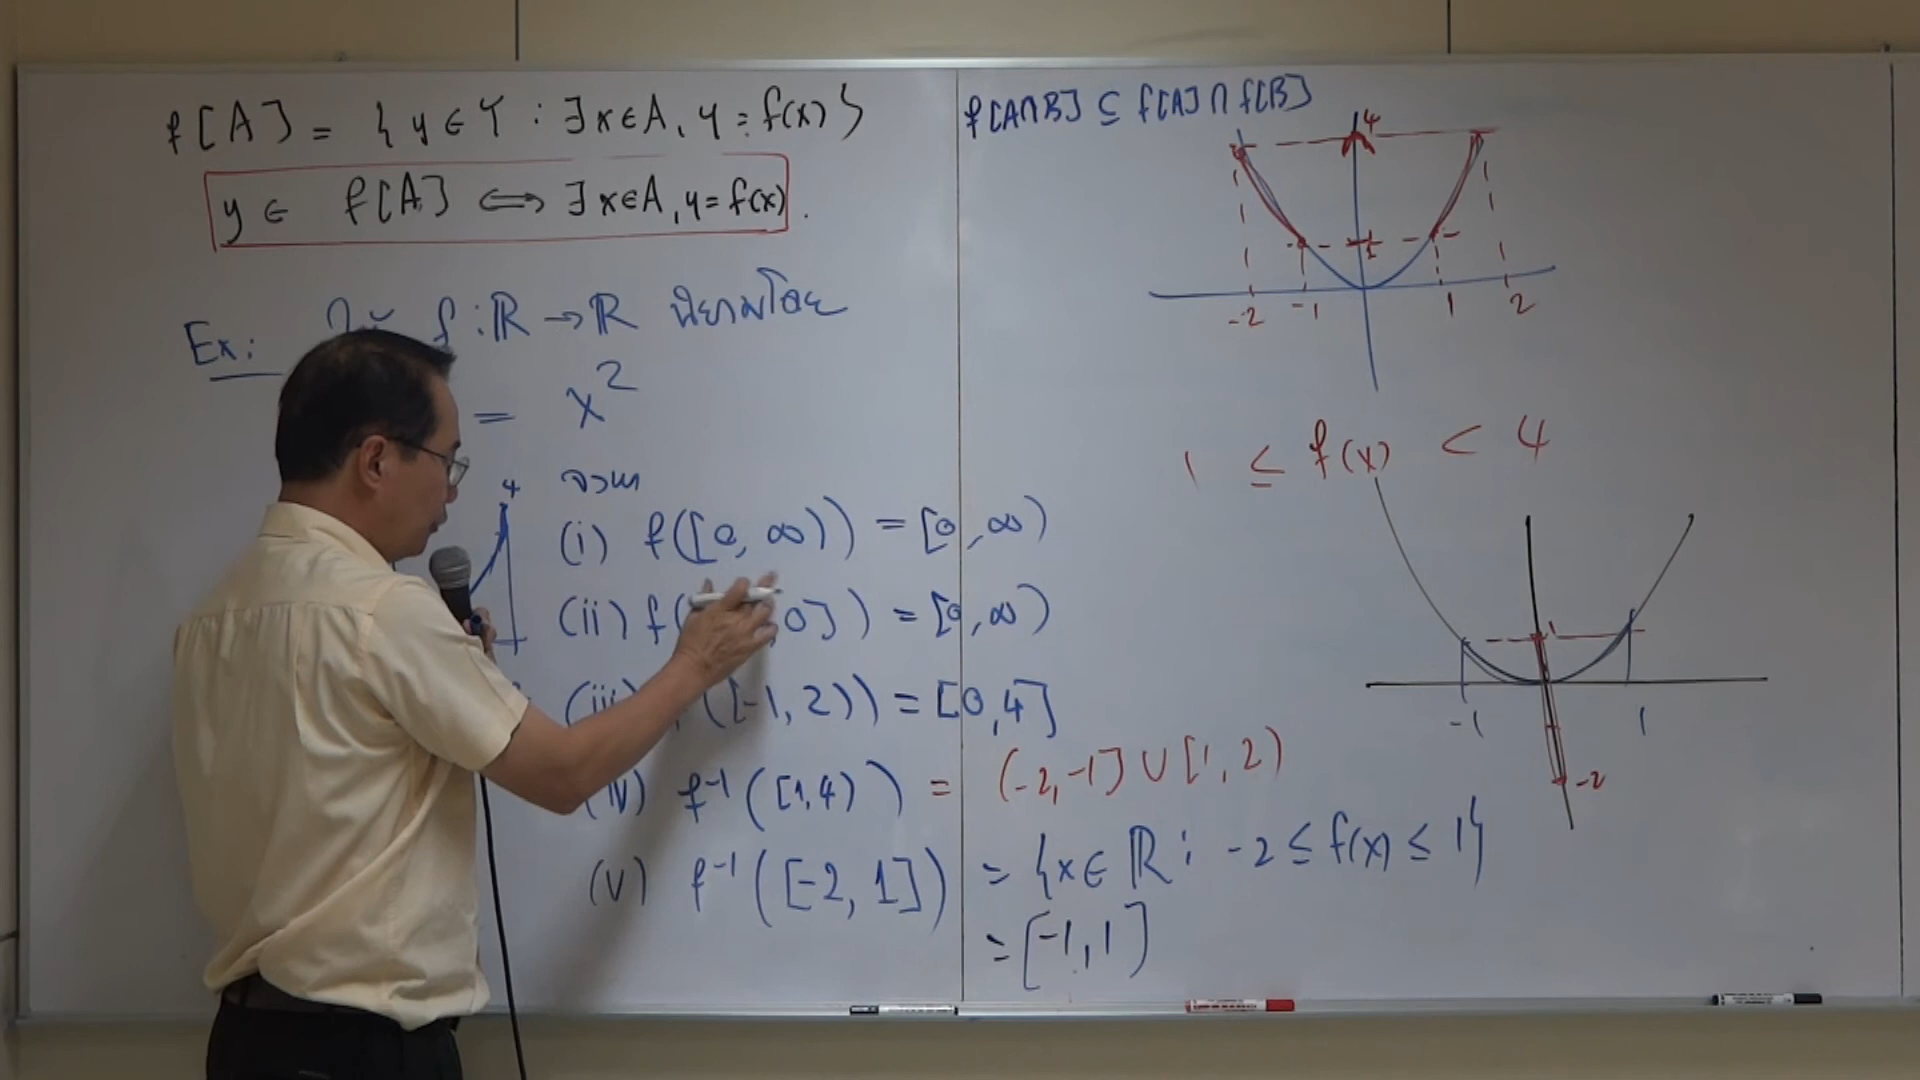 f[A] = { y ∈ Y : ∃x∈A, y = f(x) }
y ∈ f[A] ⟺ ∃x∈A, y = f(x).
Ex: ให้ f : ℝ → ℝ นิยามโดย
= x²
4 จงหา
(i) f([0, ∞)) = [0, ∞)
(ii) f( , 0]) = [0, ∞)
(iii) ([-1, 2)) = [0, 4]
(iv) f⁻¹([1,4)) = (-2, -1] ∪ [1, 2)
(v) f⁻¹([-2, 1]) = {x ∈ ℝ : -2 ≤ f(x) ≤ 1}
= [-1, 1]
f[A∩B] ⊆ f[A] ∩ f[B]
4
1
-2 -1 1 2
1 ≤ f(x) < 4
1
-1 1
-2